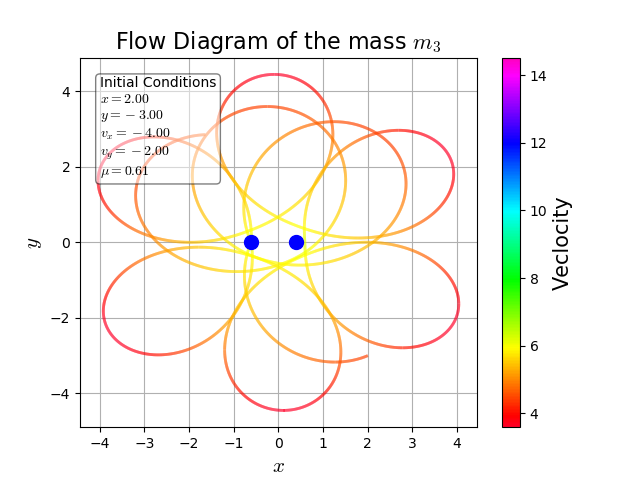 Flow Diagram of the mass m₃
Initial Conditions
x = 2.00
y = −3.00
vₓ = −4.00
v_y = −2.00
μ = 0.61
4
2
0
−2
−4
y
−4 −3 −2 −1 0 1 2 3 4
x
14
12
10
8
6
4
Veclocity